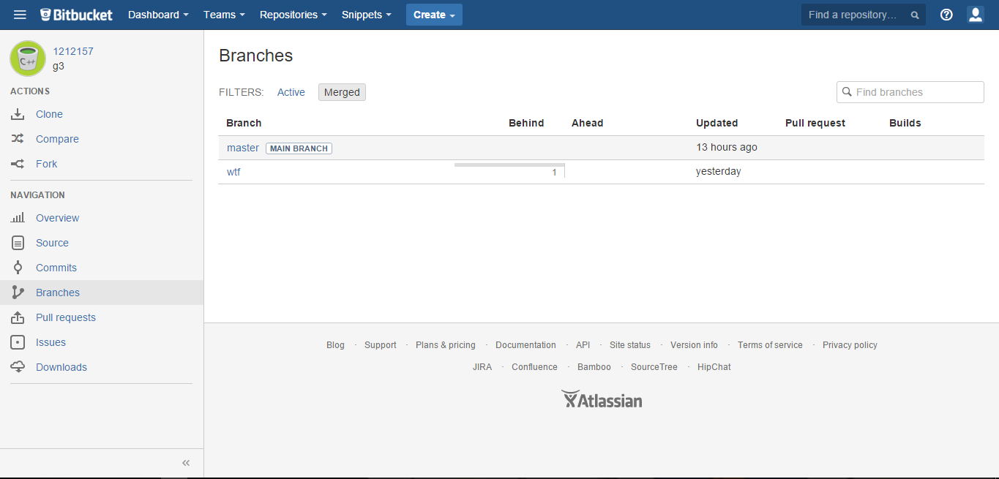 Bitbucket Dashboard Teams Repositories Snippets Create Find a repository...
1212157
g3
C++
ACTIONS
Clone
Compare
Fork
NAVIGATION
Overview
Source
Commits
Branches
Pull requests
Issues
Downloads
«
Branches
FILTERS: Active Merged Find branches
Branch Behind Ahead Updated Pull request Builds
master MAIN BRANCH 13 hours ago
wtf 1 yesterday
Blog · Support · Plans & pricing · Documentation · API · Site status · Version info · Terms of service · Privacy policy
JIRA · Confluence · Bamboo · SourceTree · HipChat
Atlassian